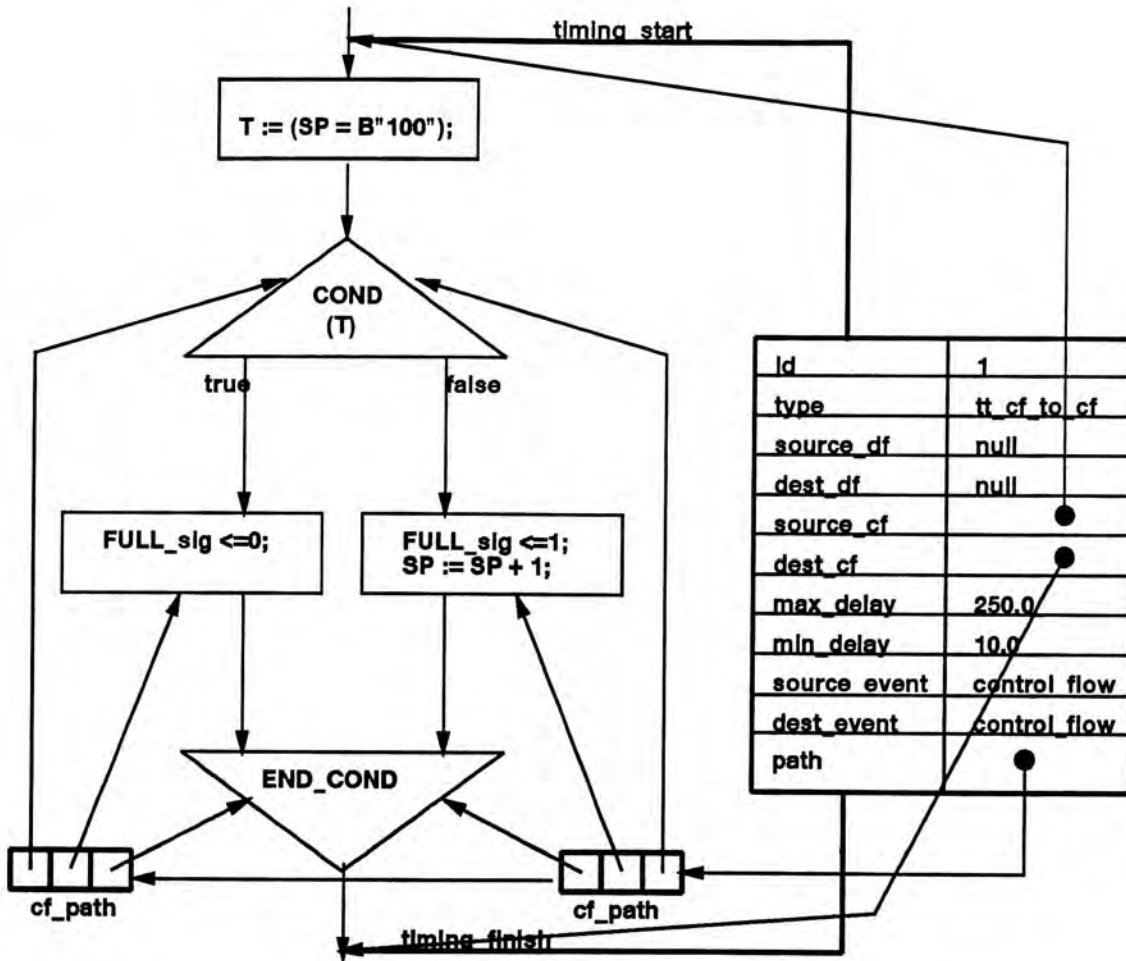 timing_start
T := (SP = B"100");
COND
(T)
true
false
FULL_sig <=0;
FULL_sig <=1;
SP := SP + 1;
END_COND
cf_path
cf_path
timing_finish
id 1
type tt_cf_to_cf
source_df null
dest_df null
source_cf
dest_cf
max_delay 250.0
min_delay 10.0
source_event control_flow
dest_event control_flow
path